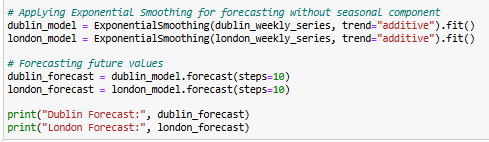 # Applying Exponential Smoothing for forecasting without seasonal component
dublin_model = ExponentialSmoothing(dublin_weekly_series, trend="additive").fit()
london_model = ExponentialSmoothing(london_weekly_series, trend="additive").fit()
# Forecasting future values
dublin_forecast = dublin_model.forecast(steps=10)
london_forecast = london_model.forecast(steps=10)
print("Dublin Forecast:", dublin_forecast)
print("London Forecast:", london_forecast)